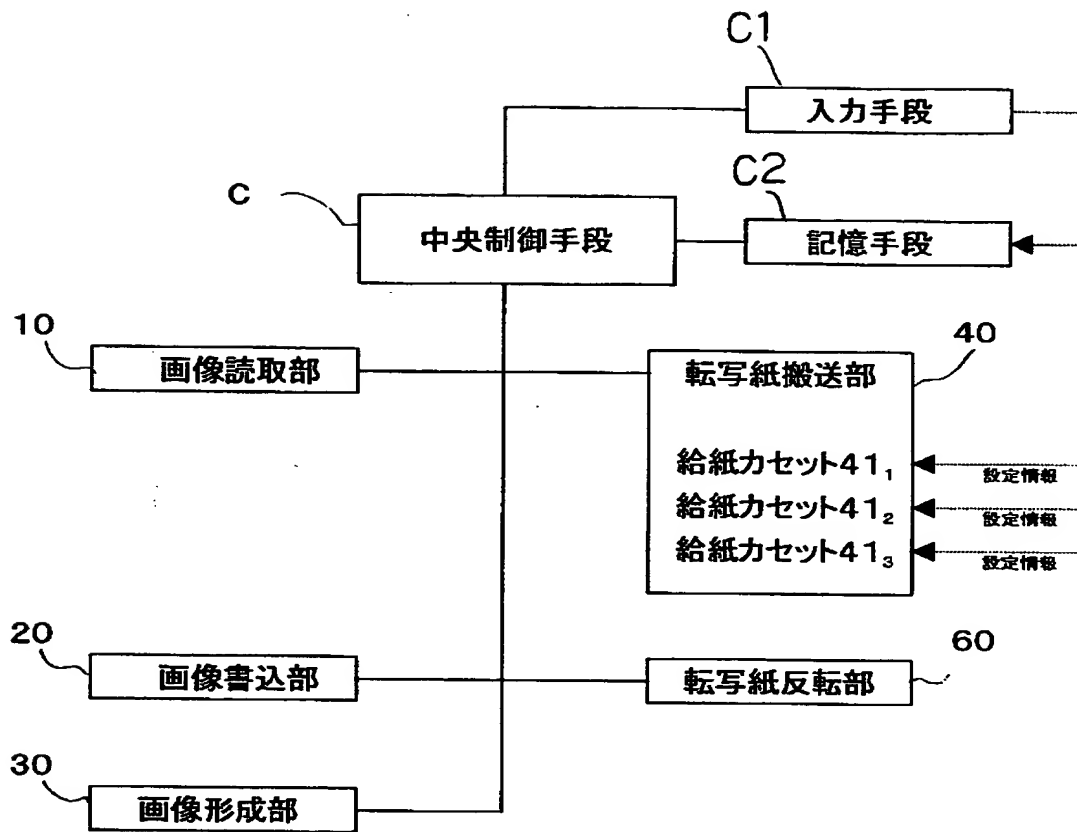 C1
入力手段
C
中央制御手段
C2
記憶手段
10
画像読取部
40
転写紙搬送部
給紙カセット41₁
設定情報
給紙カセット41₂
設定情報
給紙カセット41₃
設定情報
20
画像書込部
60
転写紙反転部
30
画像形成部